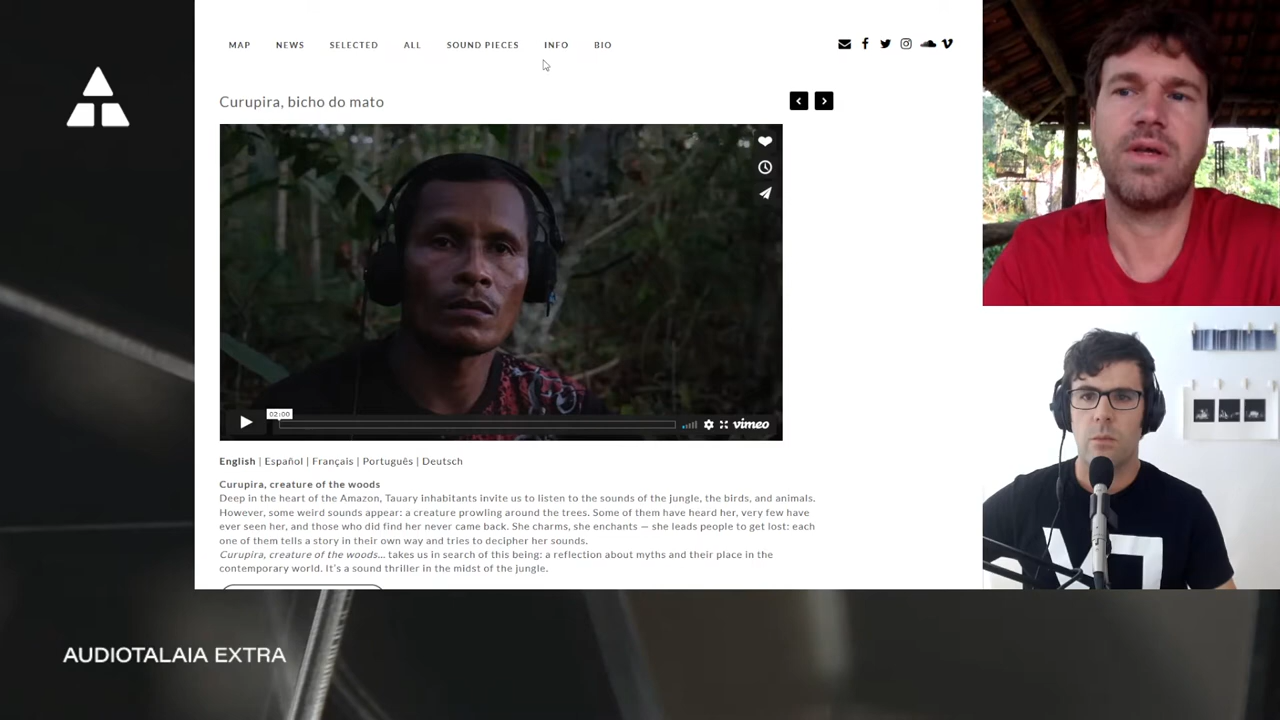 MAP NEWS SELECTED ALL SOUND PIECES INFO BIO
Curupira, bicho do mato
02:00
vimeo
English | Español | Français | Português | Deutsch
Curupira, creature of the woods
Deep in the heart of the Amazon, Tauary inhabitants invite us to listen to the sounds of the jungle, the birds, and animals.
However, some weird sounds appear: a creature prowling around the trees. Some of them have heard her, very few have
ever seen her, and those who did find her never came back. She charms, she enchants — she leads people to get lost: each
one of them tells a story in their own way and tries to decipher her sounds.
Curupira, creature of the woods... takes us in search of this being: a reflection about myths and their place in the
contemporary world. It's a sound thriller in the midst of the jungle.
AUDIOTALAIA EXTRA